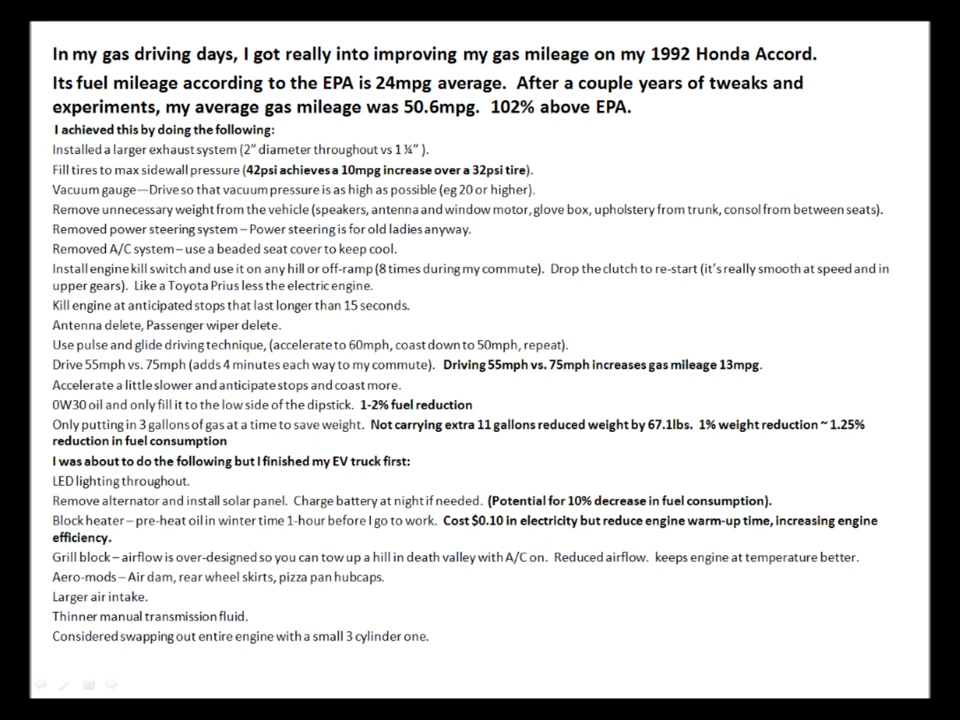 In my gas driving days, I got really into improving my gas mileage on my 1992 Honda Accord.
Its fuel mileage according to the EPA is 24mpg average.  After a couple years of tweaks and
experiments, my average gas mileage was 50.6mpg.  102% above EPA.
I achieved this by doing the following:
Installed a larger exhaust system (2" diameter throughout vs 1 ¾" ).
Fill tires to max sidewall pressure (42psi achieves a 10mpg increase over a 32psi tire).
Vacuum gauge—Drive so that vacuum pressure is as high as possible (eg 20 or higher).
Remove unnecessary weight from the vehicle (speakers, antenna and window motor, glove box, upholstery from trunk, consol from between seats).
Removed power steering system – Power steering is for old ladies anyway.
Removed A/C system – use a beaded seat cover to keep cool.
Install engine kill switch and use it on any hill or off-ramp (8 times during my commute).  Drop the clutch to re-start (it's really smooth at speed and in
upper gears).  Like a Toyota Prius less the electric engine.
Kill engine at anticipated stops that last longer than 15 seconds.
Antenna delete, Passenger wiper delete.
Use pulse and glide driving technique, (accelerate to 60mph, coast down to 50mph, repeat).
Drive 55mph vs. 75mph (adds 4 minutes each way to my commute).  Driving 55mph vs. 75mph increases gas mileage 13mpg.
Accelerate a little slower and anticipate stops and coast more.
0W30 oil and only fill it to the low side of the dipstick.  1-2% fuel reduction
Only putting in 3 gallons of gas at a time to save weight.  Not carrying extra 11 gallons reduced weight by 67.1lbs.  1% weight reduction ~ 1.25%
reduction in fuel consumption
I was about to do the following but I finished my EV truck first:
LED lighting throughout.
Remove alternator and install solar panel.  Charge battery at night if needed.  (Potential for 10% decrease in fuel consumption).
Block heater – pre-heat oil in winter time 1-hour before I go to work.  Cost $0.10 in electricity but reduce engine warm-up time, increasing engine
efficiency.
Grill block – airflow is over-designed so you can tow up a hill in death valley with A/C on.  Reduced airflow.  keeps engine at temperature better.
Aero-mods – Air dam, rear wheel skirts, pizza pan hubcaps.
Larger air intake.
Thinner manual transmission fluid.
Considered swapping out entire engine with a small 3 cylinder one.